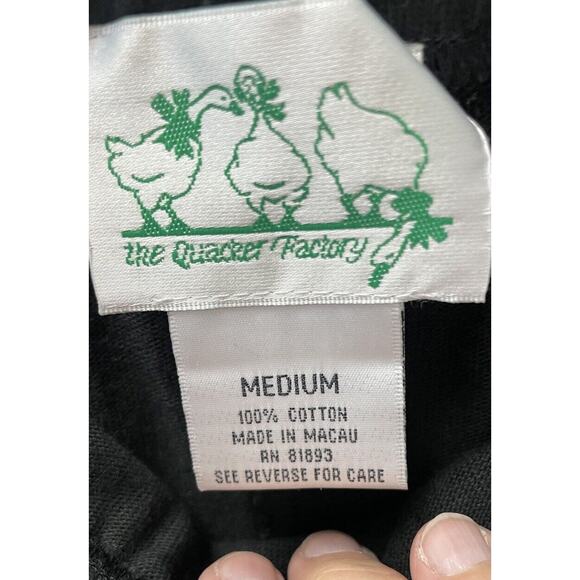 the Quacker Factory
MEDIUM
100% COTTON
MADE IN MACAU
RN 81893
SEE REVERSE FOR CARE